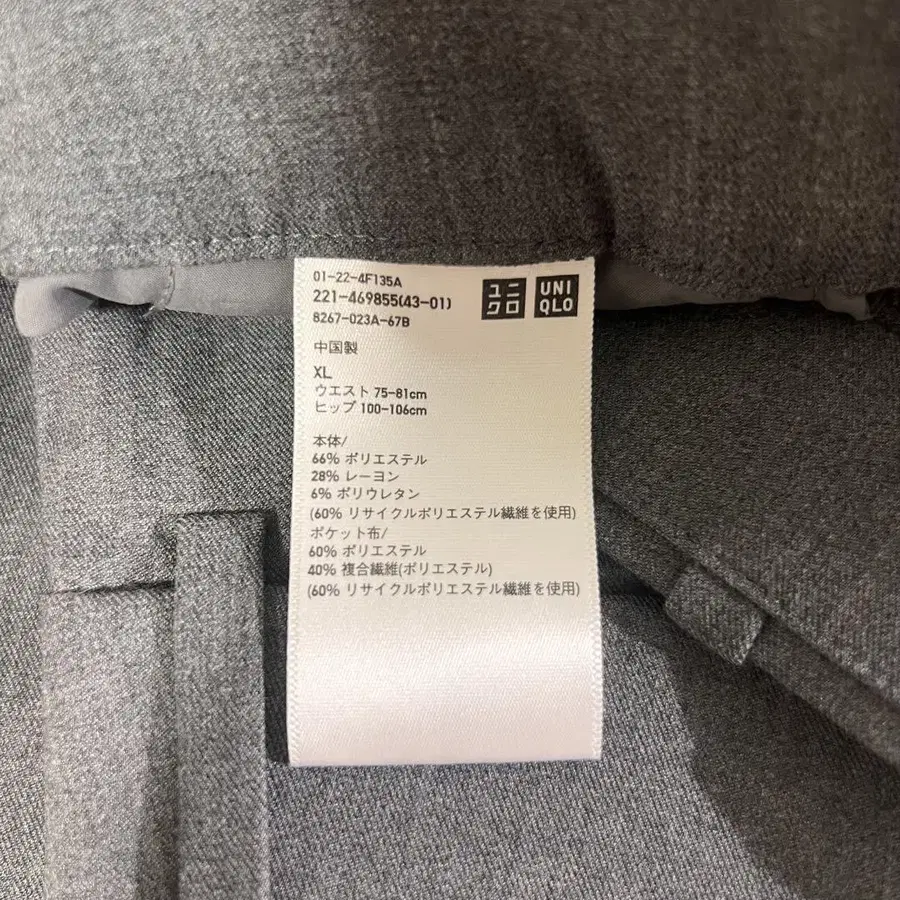 01-22-4F135A
221-469855(43-01)
8267-023A-67B
ユニクロ
UNIQLO
中国製
XL
ウエスト 75-81cm
ヒップ 100-106cm
本体/
66% ポリエステル
28% レーヨン
6% ポリウレタン
(60% リサイクルポリエステル繊維を使用)
ポケット布/
60% ポリエステル
40% 複合繊維(ポリエステル)
(60% リサイクルポリエステル繊維を使用)